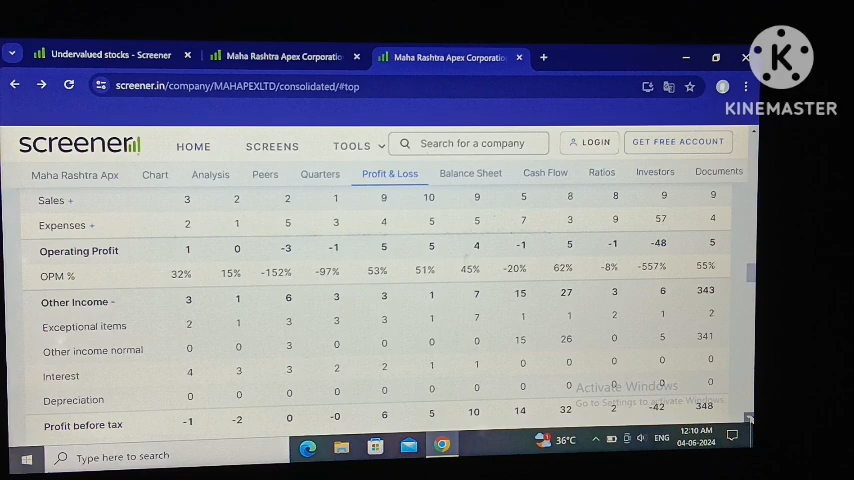 Undervalued stocks - Screener
Maha Rashtra Apex Corporation
Maha Rashtra Apex Corporation
screener.in/company/MAHAPEXLTD/consolidated/#top
K
KINEMASTER
screener HOME SCREENS TOOLS Search for a company LOGIN GET FREE ACCOUNT
Maha Rashtra Apx Chart Analysis Peers Quarters Profit & Loss Balance Sheet Cash Flow Ratios Investors Documents
Sales + 3 2 2 1 9 10 9 5 8 8 9 9
Expenses + 2 1 5 3 4 5 5 7 3 9 57 4
Operating Profit 1 0 -3 -1 5 5 4 -1 5 -1 -48 5
OPM % 32% 15% -152% -97% 53% 51% 45% -20% 62% -8% -557% 55%
Other Income - 3 1 6 3 3 1 7 15 27 3 6 343
Exceptional items 2 1 3 3 3 1 7 1 1 2 1 2
Other income normal 0 0 3 0 0 0 0 15 26 0 5 341
Interest 4 3 3 2 2 1 1 0 0 0 0 0
Depreciation 0 0 0 0 0 0 0 0 0 0 0 0
Profit before tax -1 -2 0 -0 6 5 10 14 32 2 -42 348
Activate Windows
Go to Settings to activate Windows.
Type here to search
36°C
ENG
12:10 AM
04-06-2024